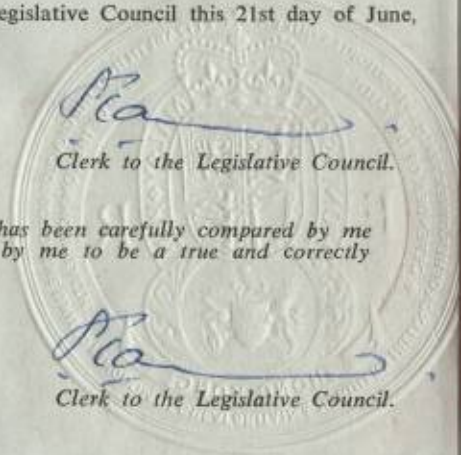 egislative Council this 21st day of June,
Clerk to the Legislative Council.
has been carefully compared by me
by me to be a true and correctly
Clerk to the Legislative Council.